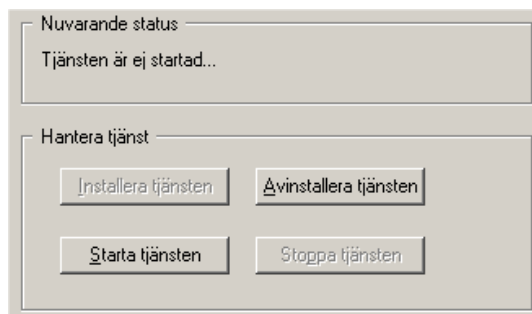 Nuvarande status
Tjänsten är ej startad...
Hantera tjänst
Installera tjänsten
Avinstallera tjänsten
Starta tjänsten
Stoppa tjänsten